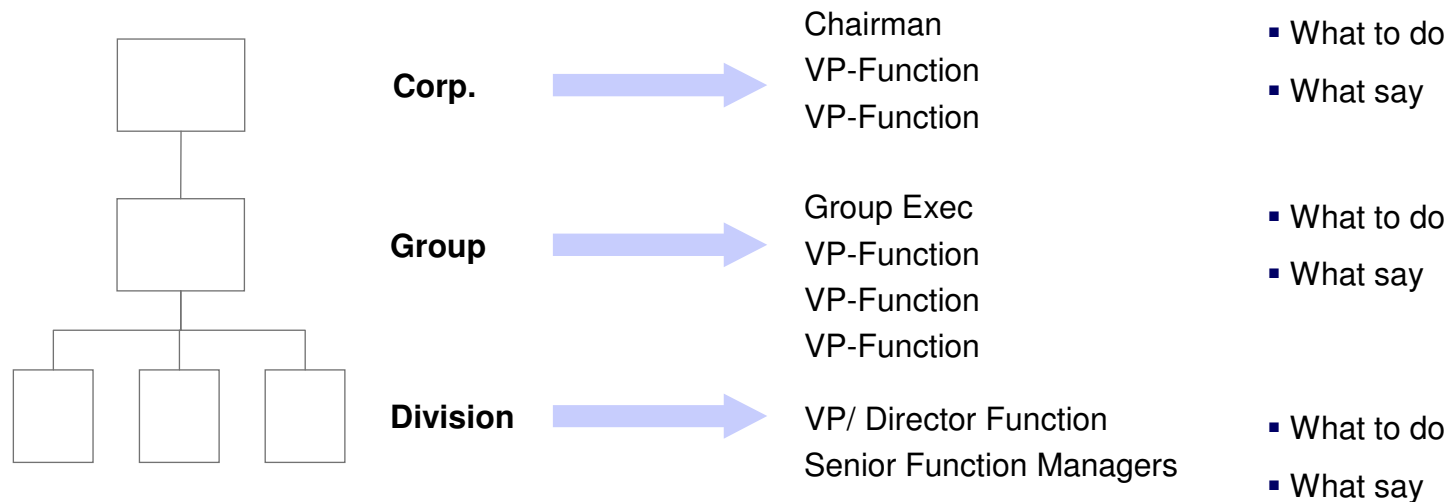 Corp.
Chairman
VP-Function
VP-Function
▪ What to do
▪ What say
Group
Group Exec
VP-Function
VP-Function
VP-Function
▪ What to do
▪ What say
Division
VP/ Director Function
Senior Function Managers
▪ What to do
▪ What say